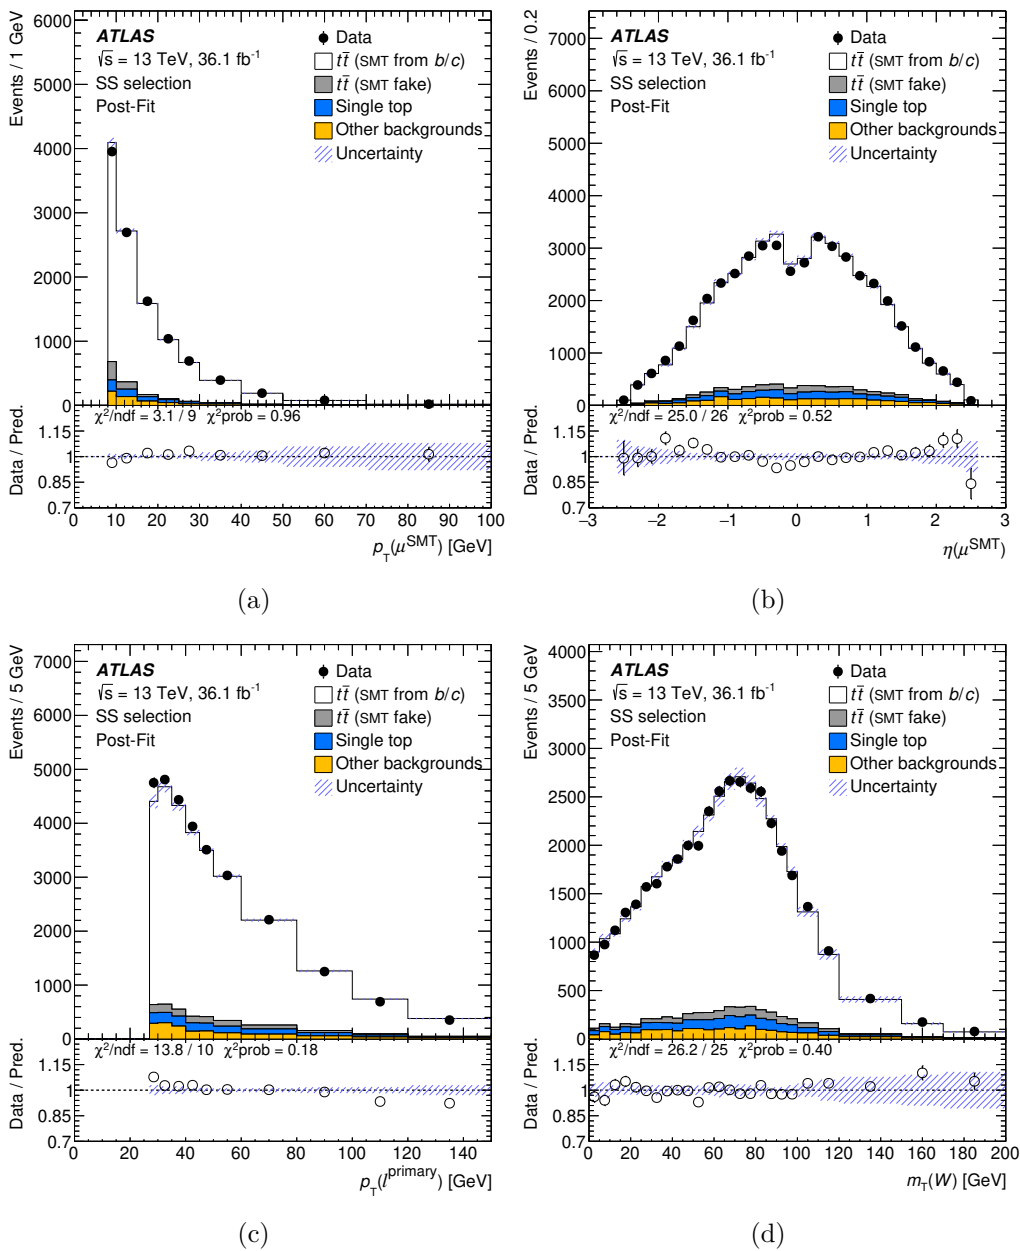 Events / 1 GeV
6000
5000
4000
3000
2000
1000
0
ATLAS
√s = 13 TeV, 36.1 fb⁻¹
SS selection
Post-Fit
Data
tt̄ (SMT from b/c)
tt̄ (SMT fake)
Single top
Other backgrounds
Uncertainty
χ²/ndf = 3.1 / 9 χ²prob = 0.96
Data / Pred.
1.15
1
0.85
0.7
0 10 20 30 40 50 60 70 80 90 100
p_T(μ^SMT) [GeV]
(a)
Events / 0.2
7000
6000
5000
4000
3000
2000
1000
0
ATLAS
√s = 13 TeV, 36.1 fb⁻¹
SS selection
Post-Fit
Data
tt̄ (SMT from b/c)
tt̄ (SMT fake)
Single top
Other backgrounds
Uncertainty
χ²/ndf = 25.0 / 26 χ²prob = 0.52
Data / Pred.
1.15
1
0.85
0.7
−3 −2 −1 0 1 2 3
η(μ^SMT)
(b)
Events / 5 GeV
7000
6000
5000
4000
3000
2000
1000
0
ATLAS
√s = 13 TeV, 36.1 fb⁻¹
SS selection
Post-Fit
Data
tt̄ (SMT from b/c)
tt̄ (SMT fake)
Single top
Other backgrounds
Uncertainty
χ²/ndf = 13.8 / 10 χ²prob = 0.18
Data / Pred.
1.15
1
0.85
0.7
0 20 40 60 80 100 120 140
p_T(l^primary) [GeV]
(c)
Events / 5 GeV
4000
3500
3000
2500
2000
1500
1000
500
0
ATLAS
√s = 13 TeV, 36.1 fb⁻¹
SS selection
Post-Fit
Data
tt̄ (SMT from b/c)
tt̄ (SMT fake)
Single top
Other backgrounds
Uncertainty
χ²/ndf = 26.2 / 25 χ²prob = 0.40
Data / Pred.
1.15
1
0.85
0.7
0 20 40 60 80 100 120 140 160 180 200
m_T(W) [GeV]
(d)